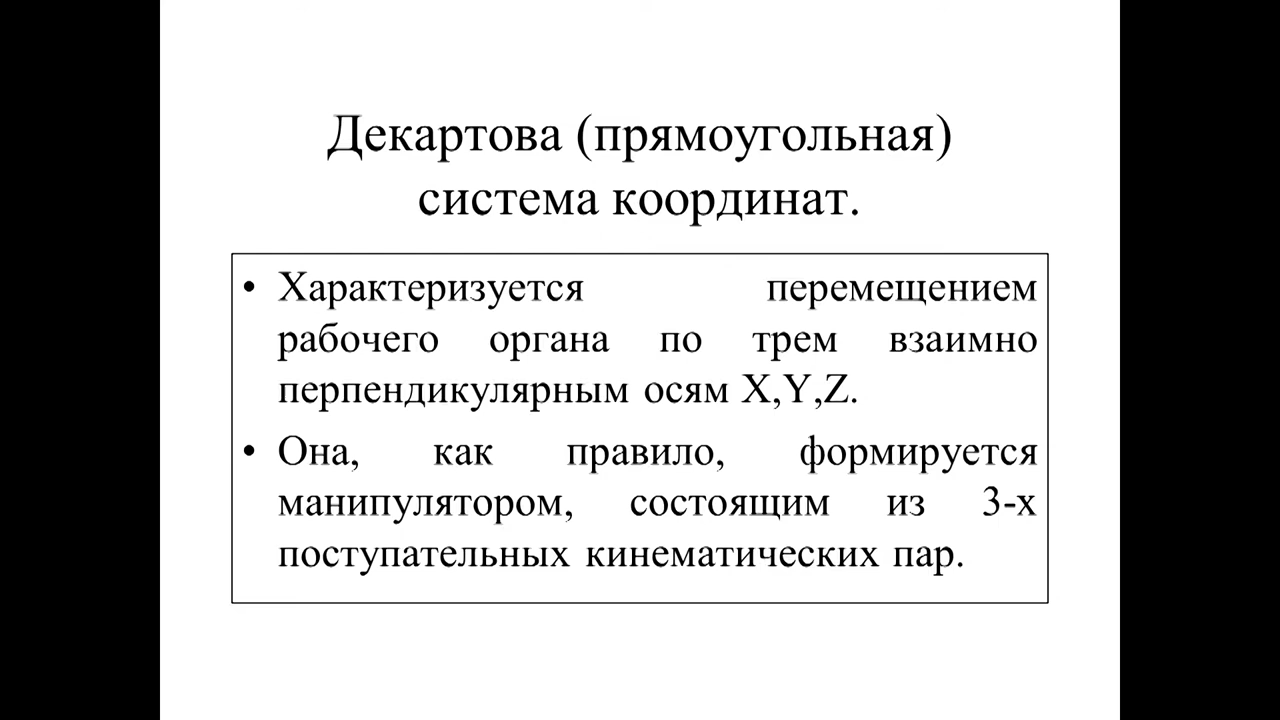 Декартова (прямоугольная)
система координат.
• Характеризуется перемещением
рабочего органа по трем взаимно
перпендикулярным осям X,Y,Z.
• Она, как правило, формируется
манипулятором, состоящим из 3-х
поступательных кинематических пар.